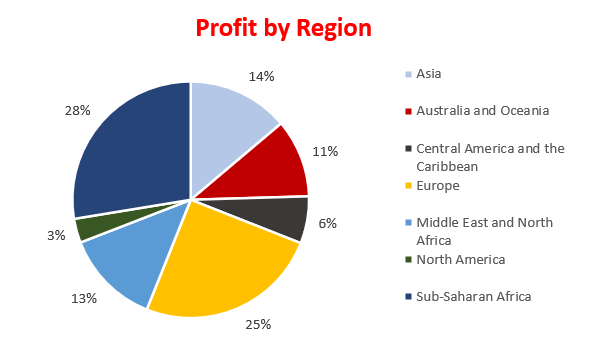 Profit by Region
14%
11%
6%
25%
13%
3%
28%
Asia
Australia and Oceania
Central America and the
Caribbean
Europe
Middle East and North
Africa
North America
Sub-Saharan Africa